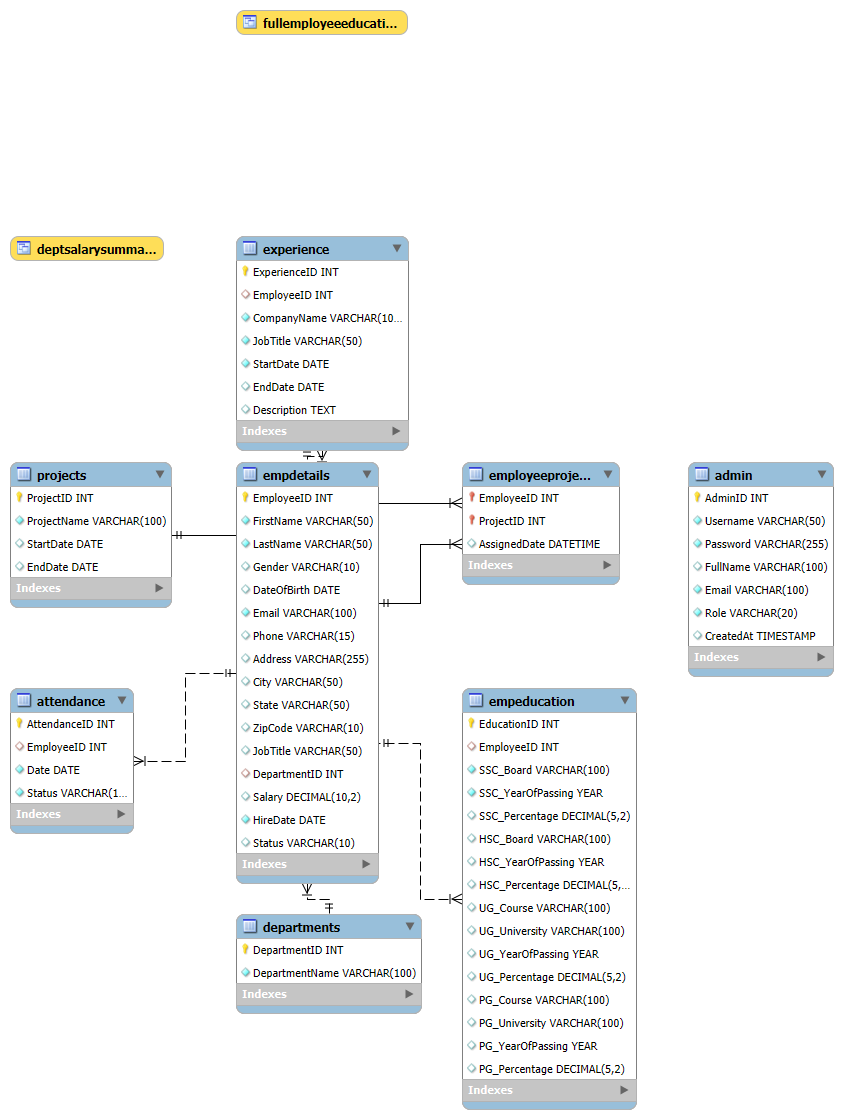 fullemployeeeducati...
deptsalarysumma...
experience
ExperienceID INT
EmployeeID INT
CompanyName VARCHAR(10...
JobTitle VARCHAR(50)
StartDate DATE
EndDate DATE
Description TEXT
Indexes
projects
ProjectID INT
ProjectName VARCHAR(100)
StartDate DATE
EndDate DATE
Indexes
empdetails
EmployeeID INT
FirstName VARCHAR(50)
LastName VARCHAR(50)
Gender VARCHAR(10)
DateOfBirth DATE
Email VARCHAR(100)
Phone VARCHAR(15)
Address VARCHAR(255)
City VARCHAR(50)
State VARCHAR(50)
ZipCode VARCHAR(10)
JobTitle VARCHAR(50)
DepartmentID INT
Salary DECIMAL(10,2)
HireDate DATE
Status VARCHAR(10)
Indexes
employeeproje...
EmployeeID INT
ProjectID INT
AssignedDate DATETIME
Indexes
admin
AdminID INT
Username VARCHAR(50)
Password VARCHAR(255)
FullName VARCHAR(100)
Email VARCHAR(100)
Role VARCHAR(20)
CreatedAt TIMESTAMP
Indexes
attendance
AttendanceID INT
EmployeeID INT
Date DATE
Status VARCHAR(1...
Indexes
empeducation
EducationID INT
EmployeeID INT
SSC_Board VARCHAR(100)
SSC_YearOfPassing YEAR
SSC_Percentage DECIMAL(5,2)
HSC_Board VARCHAR(100)
HSC_YearOfPassing YEAR
HSC_Percentage DECIMAL(5,...
UG_Course VARCHAR(100)
UG_University VARCHAR(100)
UG_YearOfPassing YEAR
UG_Percentage DECIMAL(5,2)
PG_Course VARCHAR(100)
PG_University VARCHAR(100)
PG_YearOfPassing YEAR
PG_Percentage DECIMAL(5,2)
Indexes
departments
DepartmentID INT
DepartmentName VARCHAR(100)
Indexes